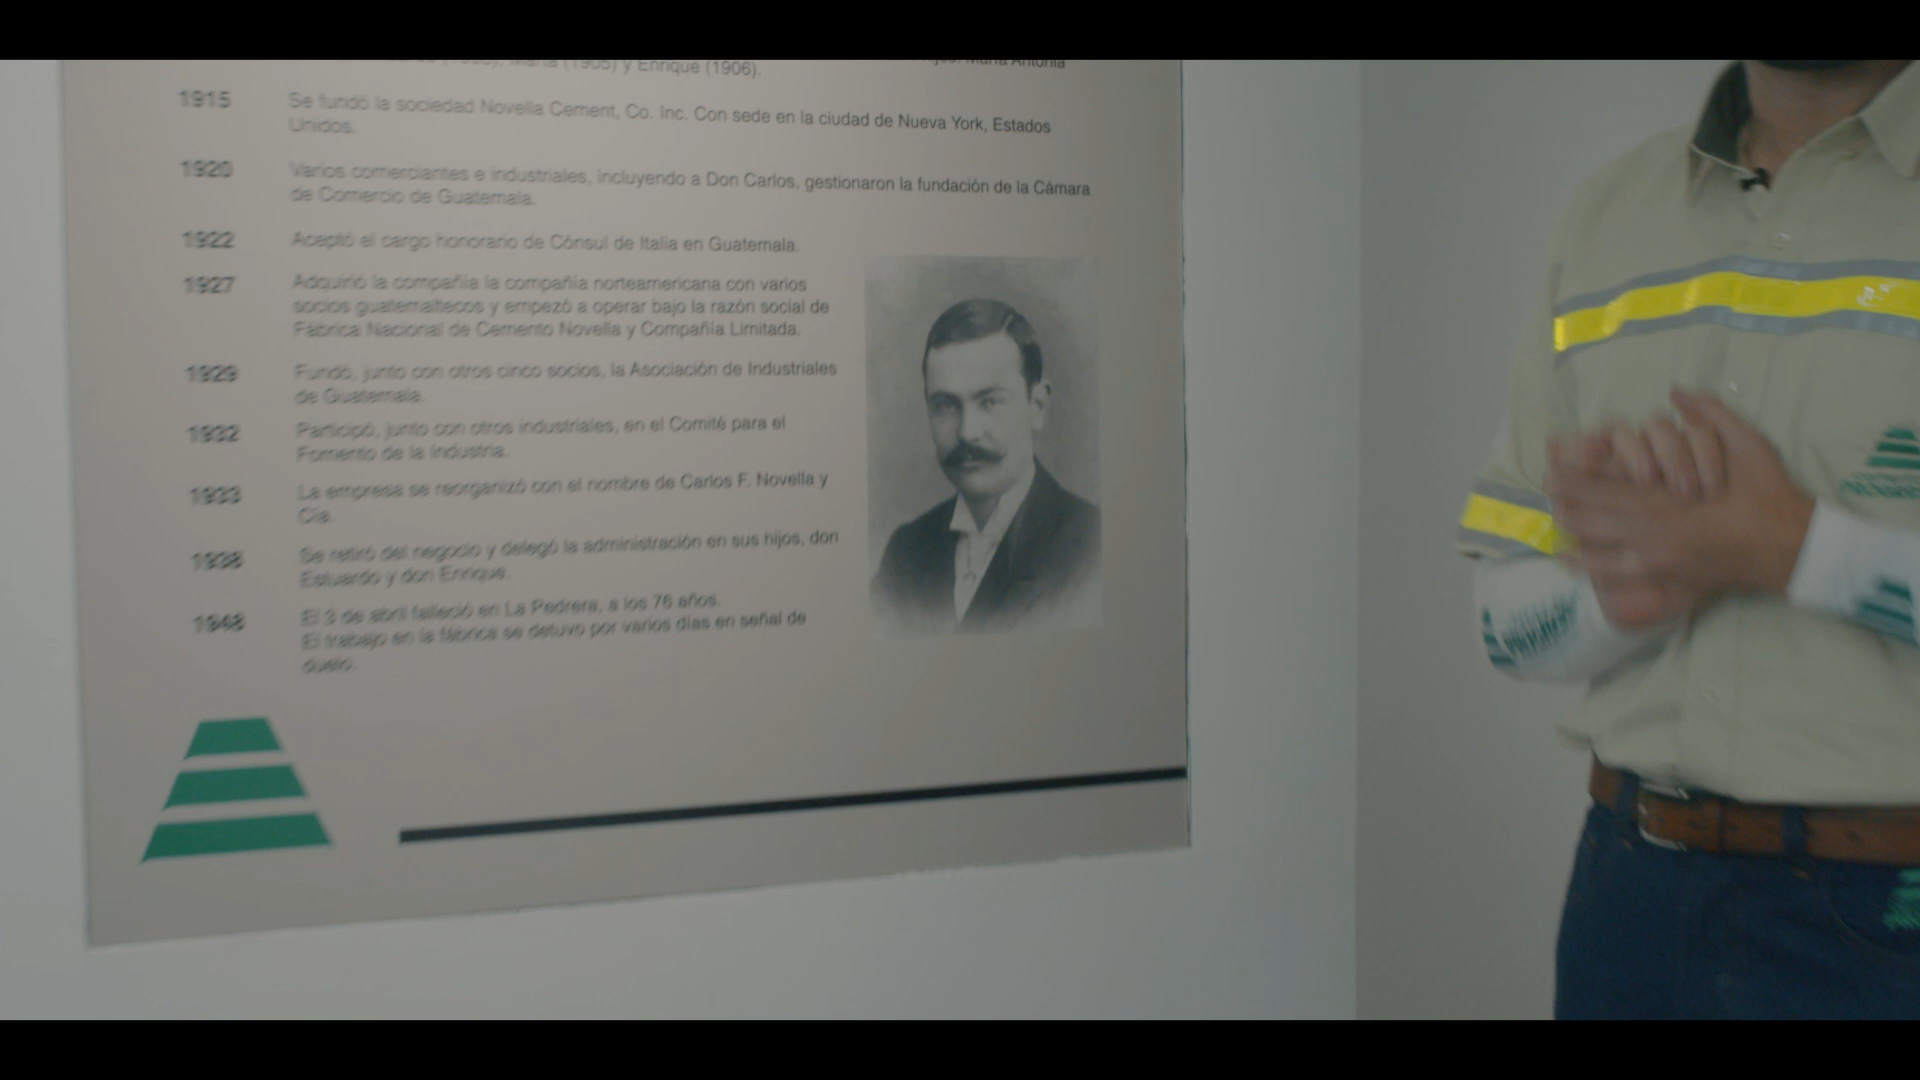 María (1905) y Enrique (1906).
María Antonia
1915 Se fundó la sociedad Novella Cement, Co. Inc. Con sede en la ciudad de Nueva York, Estados
Unidos.
1920 Varios comerciantes e industriales, incluyendo a Don Carlos, gestionaron la fundación de la Cámara
de Comercio de Guatemala.
1922 Aceptó el cargo honorario de Cónsul de Italia en Guatemala.
1927 Adquirió la compañía la compañía norteamericana con varios
socios guatemaltecos y empezó a operar bajo la razón social de
Fábrica Nacional de Cemento Novella y Compañía Limitada.
1929 Fundó, junto con otros cinco socios, la Asociación de Industriales
de Guatemala.
1932 Participó, junto con otros industriales, en el Comité para el
Fomento de la Industria.
1933 La empresa se reorganizó con el nombre de Carlos F. Novella y
Cía.
1938 Se retiró del negocio y delegó la administración en sus hijos, don
Estuardo y don Enrique.
1948 El 3 de abril falleció en La Pedrera, a los 76 años.
El trabajo en la fábrica se detuvo por varios días en señal de
duelo.